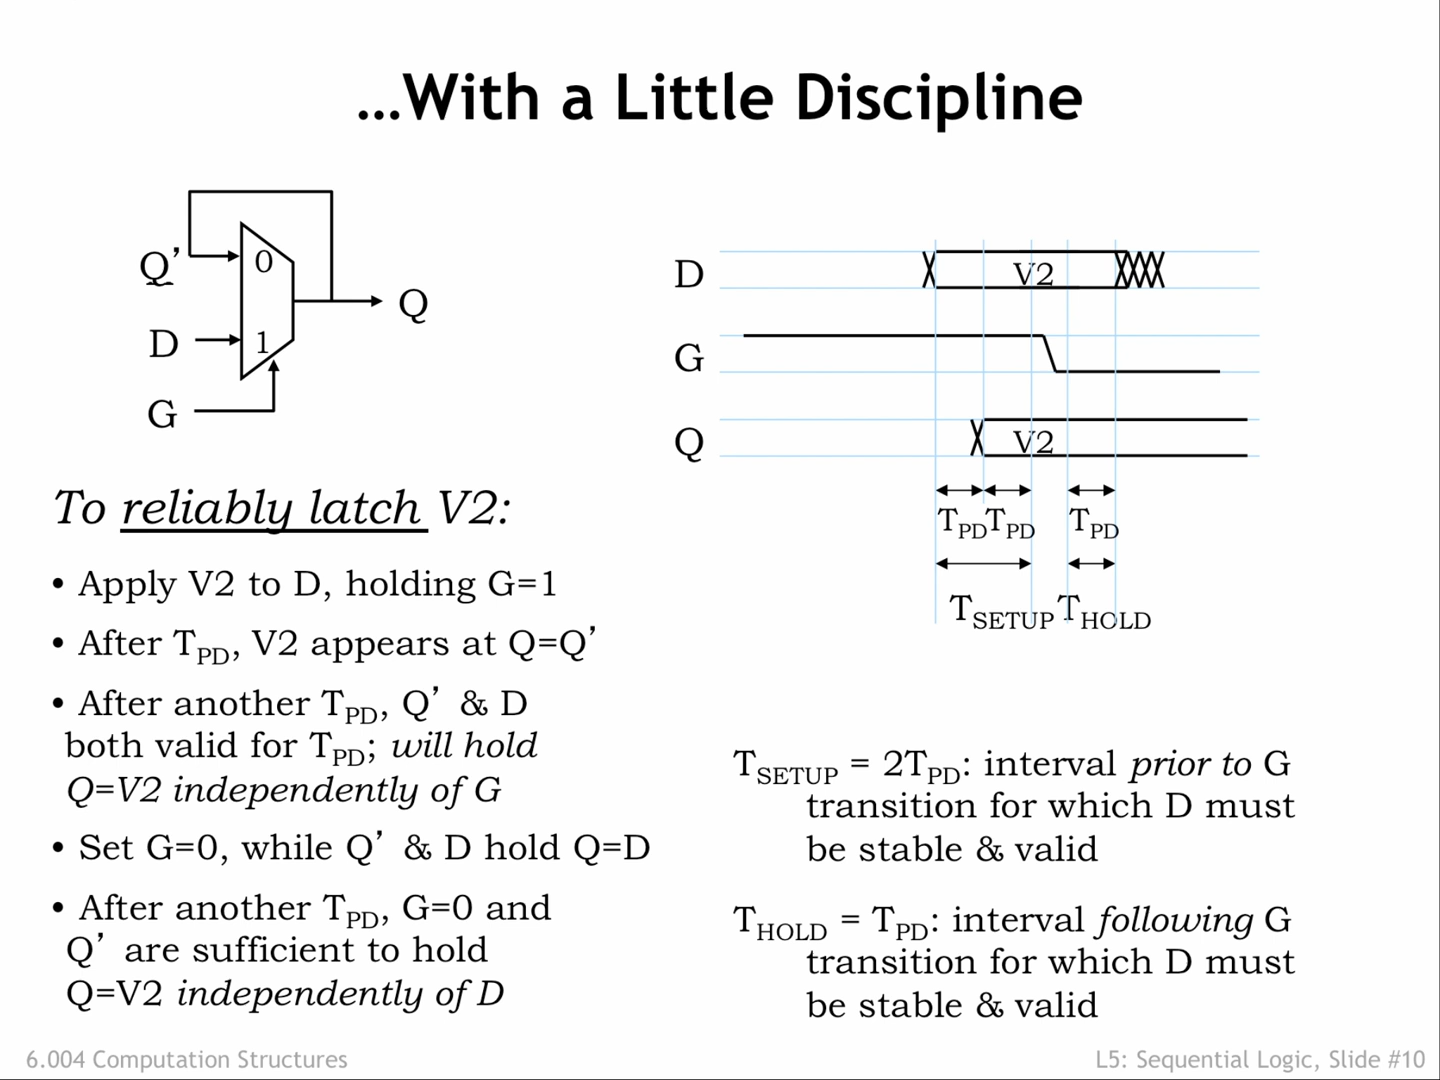 …With a Little Discipline
Q’
0
D
1
G
Q
D
V2
G
Q
V2
TPD TPD TPD
TSETUP THOLD
To reliably latch V2:
• Apply V2 to D, holding G=1
• After TPD, V2 appears at Q=Q’
• After another TPD, Q’ & D
both valid for TPD; will hold
Q=V2 independently of G
• Set G=0, while Q’ & D hold Q=D
• After another TPD, G=0 and
Q’ are sufficient to hold
Q=V2 independently of D
TSETUP = 2TPD: interval prior to G
transition for which D must
be stable & valid
THOLD = TPD: interval following G
transition for which D must
be stable & valid
6.004 Computation Structures
L5: Sequential Logic, Slide #10